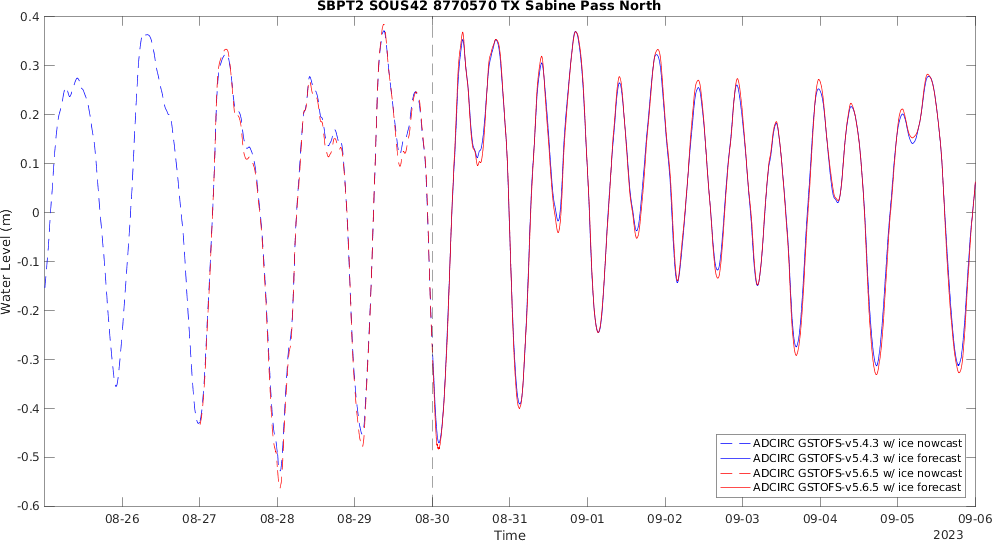 SBPT2 SOUS42 8770570 TX Sabine Pass North
Water Level (m)
0.4
0.3
0.2
0.1
0
-0.1
-0.2
-0.3
-0.4
-0.5
-0.6
ADCIRC GSTOFS-v5.4.3 w/ ice nowcast
ADCIRC GSTOFS-v5.4.3 w/ ice forecast
ADCIRC GSTOFS-v5.6.5 w/ ice nowcast
ADCIRC GSTOFS-v5.6.5 w/ ice forecast
08-26 08-27 08-28 08-29 08-30 08-31 09-01 09-02 09-03 09-04 09-05 09-06
Time
2023